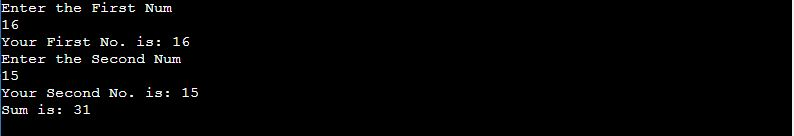 Enter the First Num
16
Your First No. is: 16
Enter the Second Num
15
Your Second No. is: 15
Sum is: 31